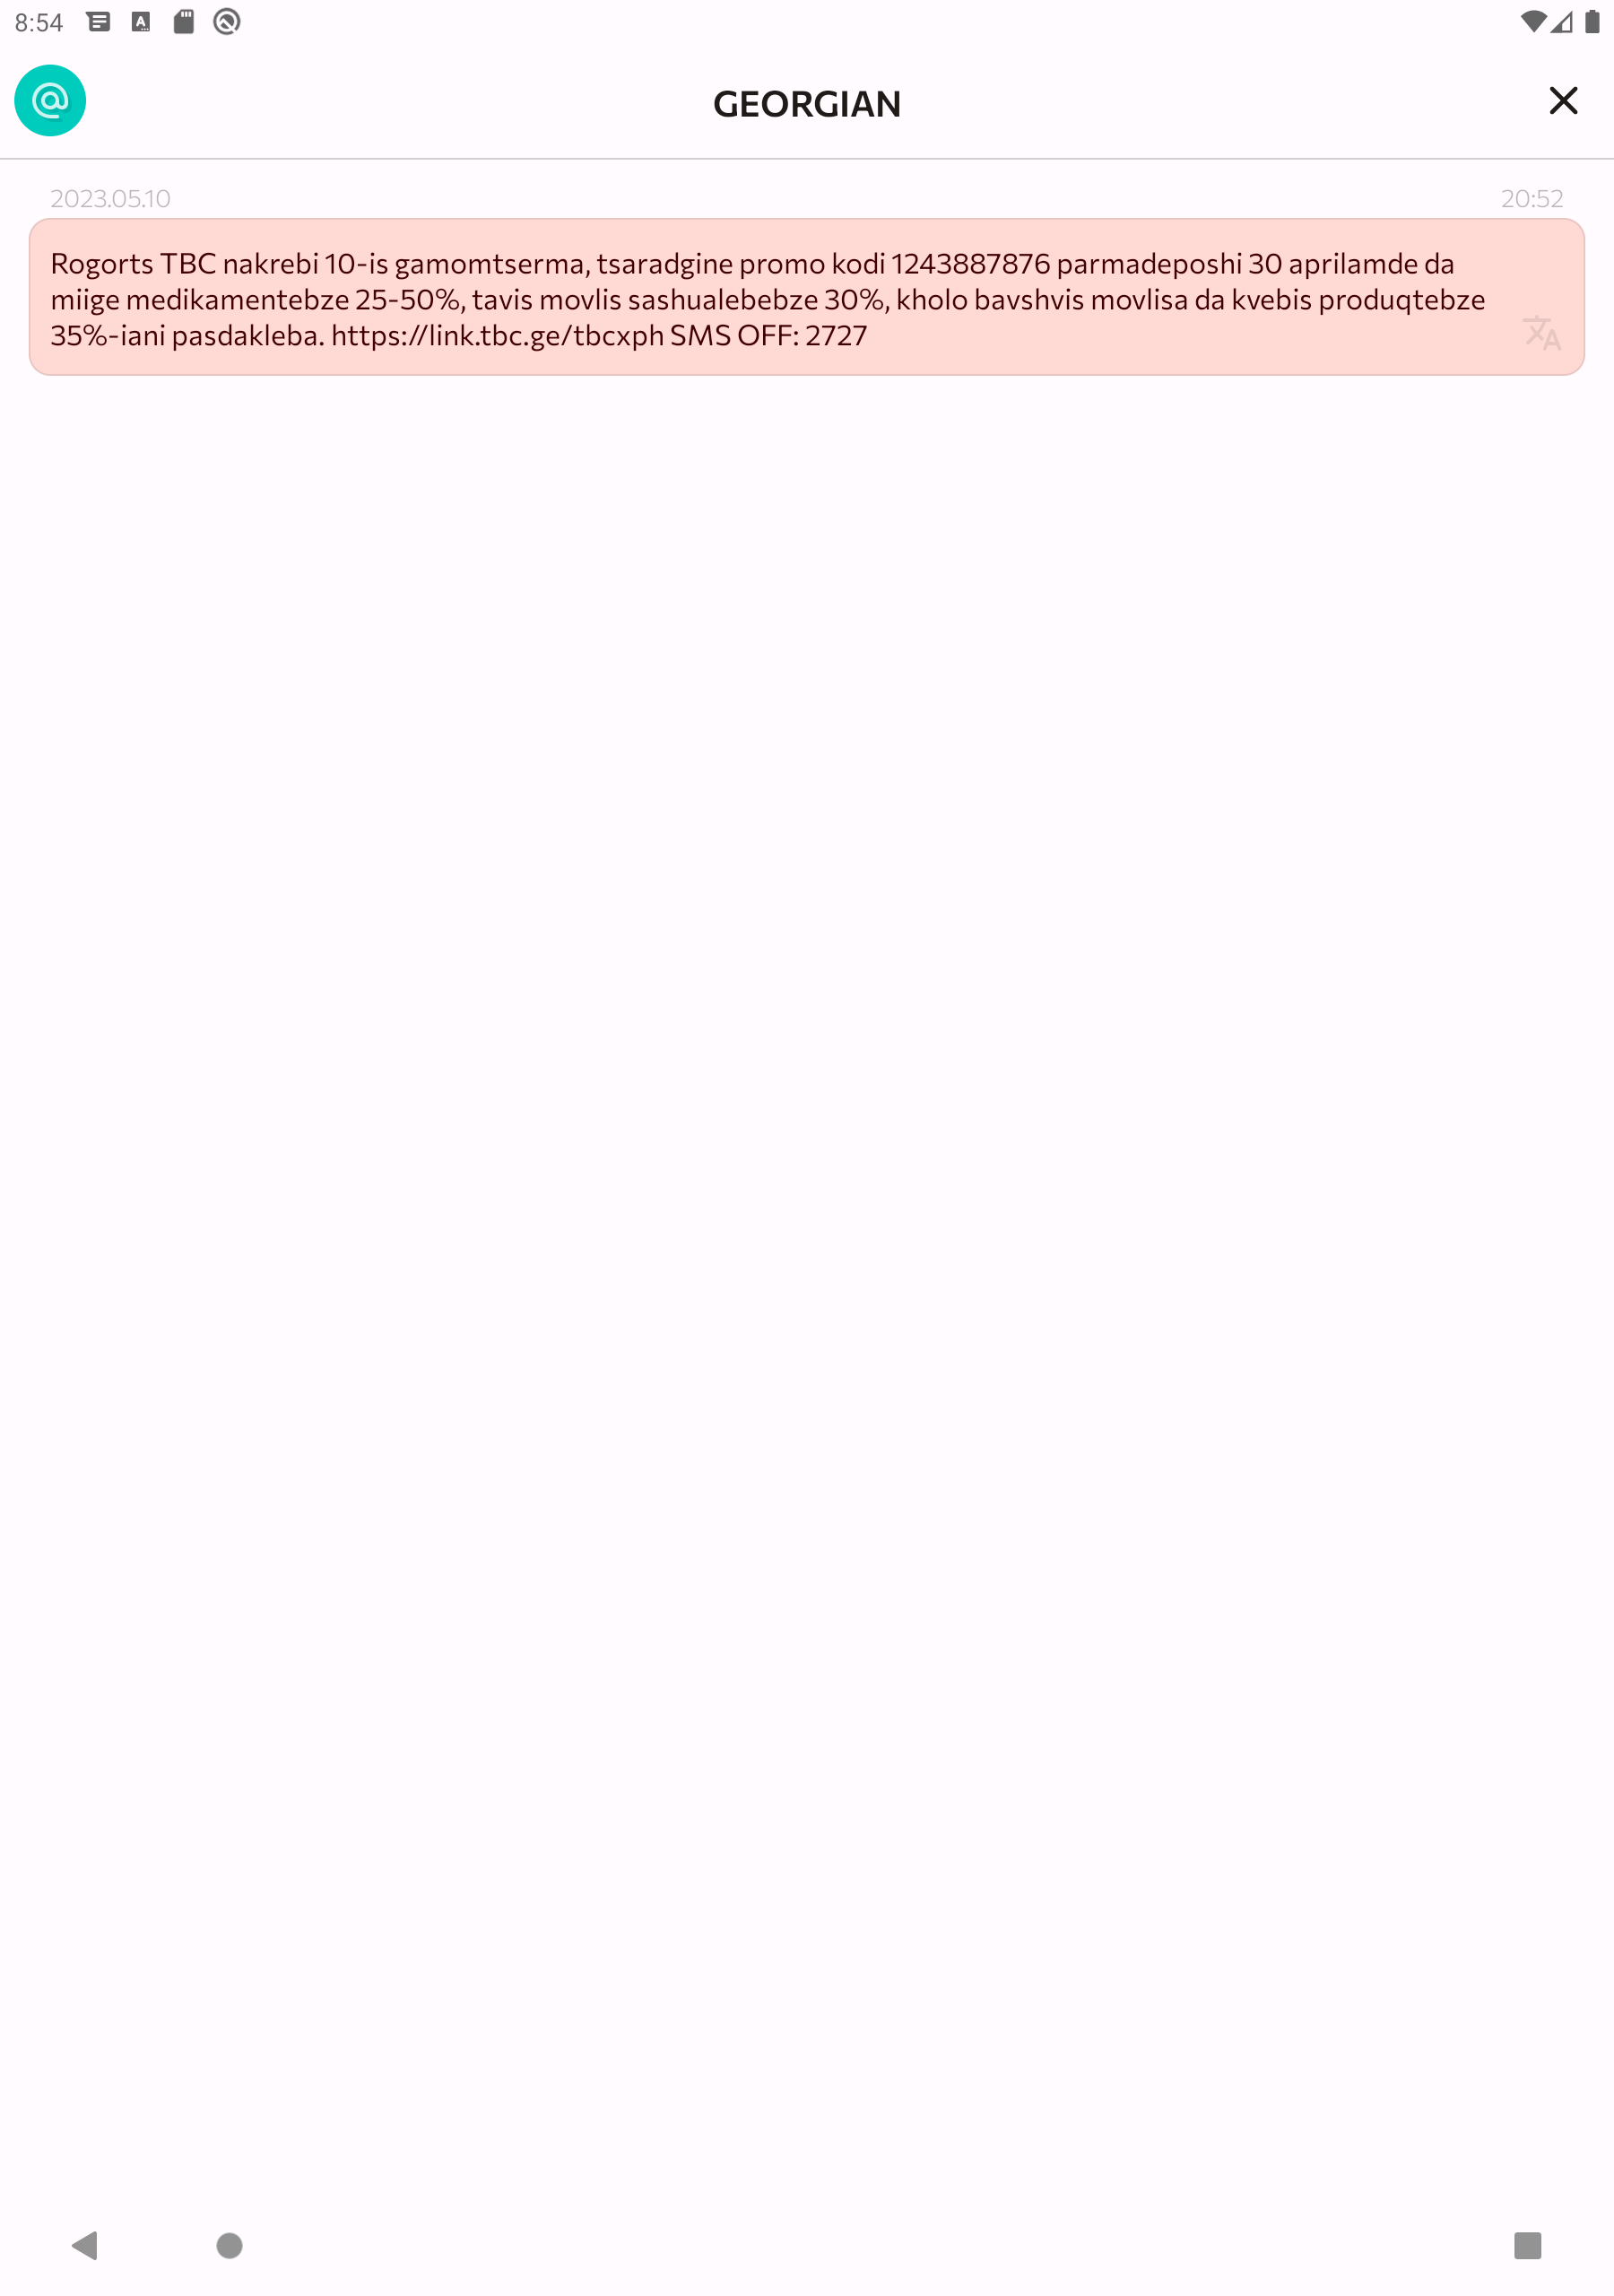 8:54
GEORGIAN
2023.05.10 20:52
Rogorts TBC nakrebi 10-is gamomtserma, tsaradgine promo kodi 1243887876 parmadeposhi 30 aprilamde da
miige medikamentebze 25-50%, tavis movlis sashualebebze 30%, kholo bavshvis movlisa da kvebis produqtebze
35%-iani pasdakleba. https://link.tbc.ge/tbcxph SMS OFF: 2727